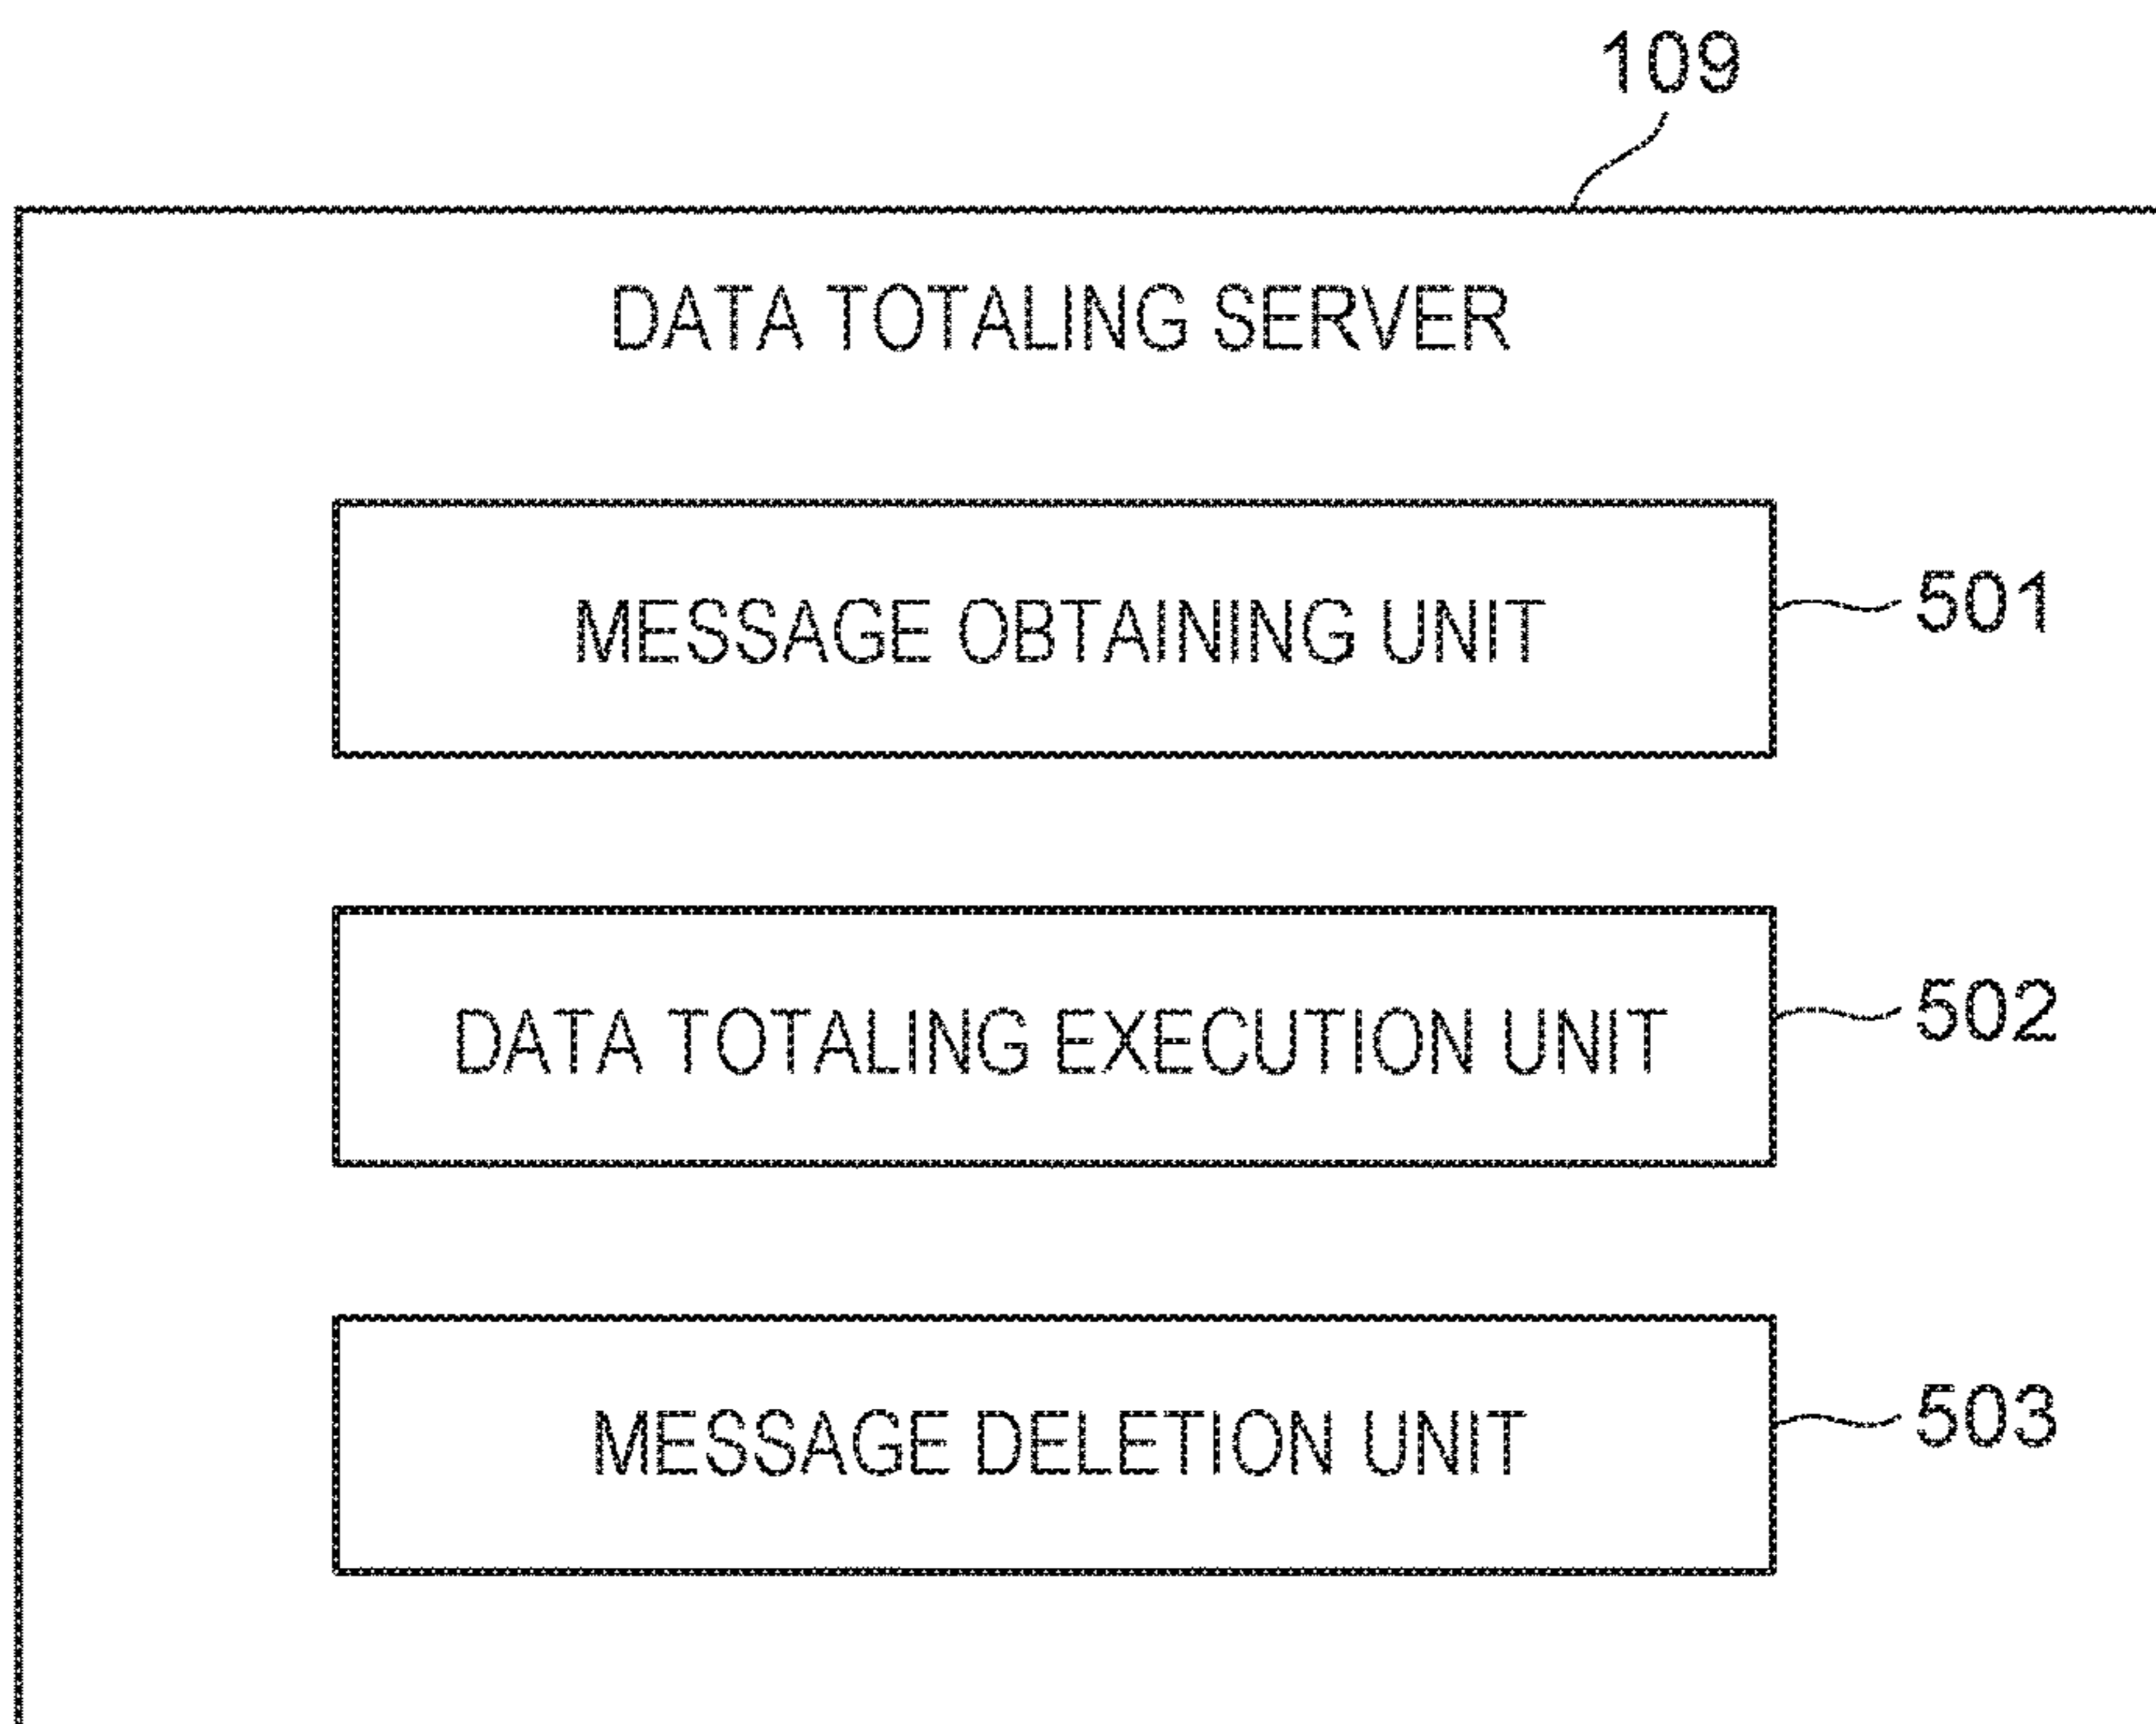 109
DATA TOTALING SERVER
MESSAGE OBTAINING UNIT
501
DATA TOTALING EXECUTION UNIT
502
MESSAGE DELETION UNIT
503